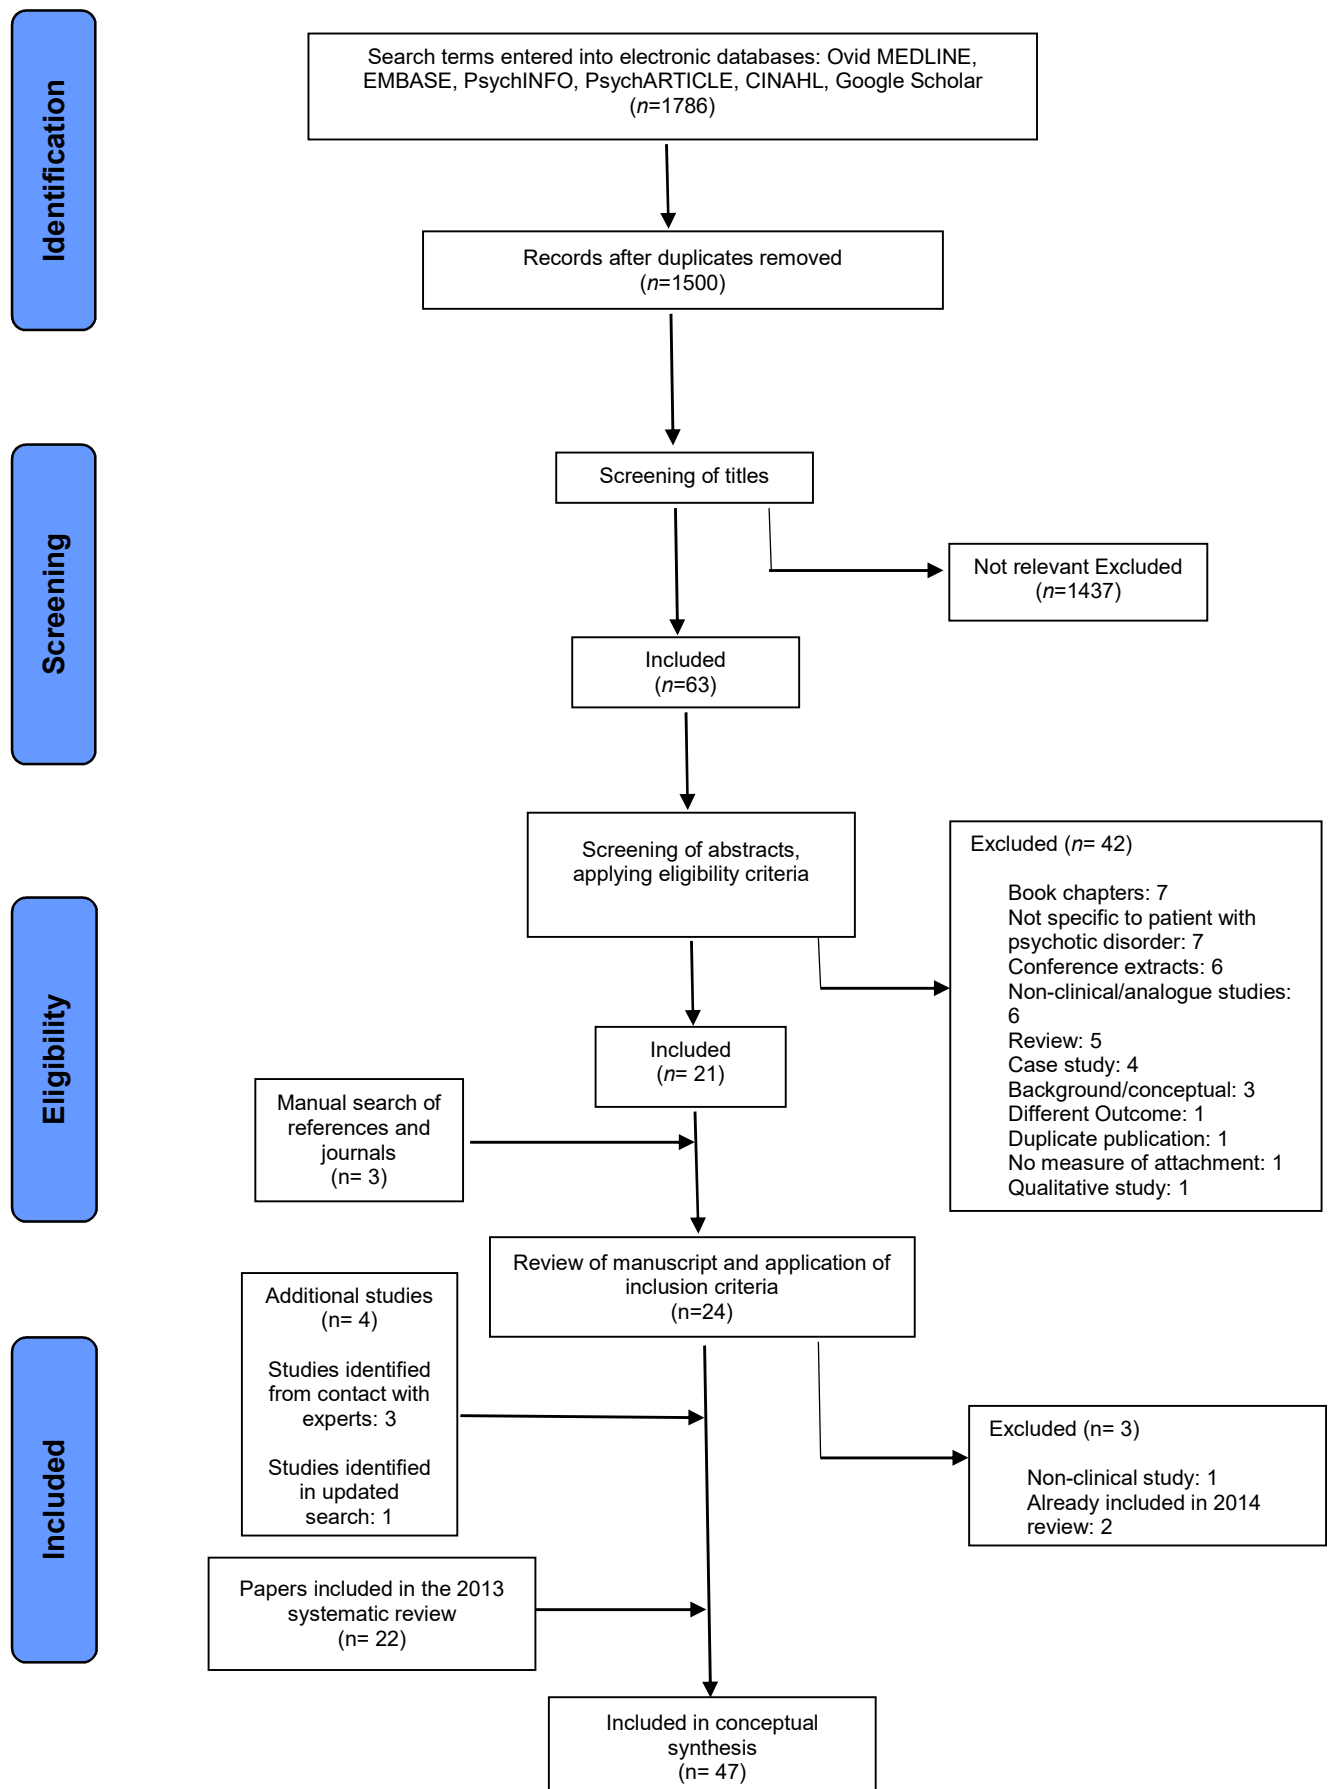 Identification
Search terms entered into electronic databases: Ovid MEDLINE,
EMBASE, PsychINFO, PsychARTICLE, CINAHL, Google Scholar
(n=1786)
Records after duplicates removed
(n=1500)
Screening
Screening of titles
Not relevant Excluded
(n=1437)
Included
(n=63)
Eligibility
Screening of abstracts,
applying eligibility criteria
Excluded (n= 42)
Book chapters: 7
Not specific to patient with
psychotic disorder: 7
Conference extracts: 6
Non-clinical/analogue studies:
6
Review: 5
Case study: 4
Background/conceptual: 3
Different Outcome: 1
Duplicate publication: 1
No measure of attachment: 1
Qualitative study: 1
Included
(n= 21)
Manual search of
references and
journals
(n= 3)
Review of manuscript and application of
inclusion criteria
(n=24)
Included
Additional studies
(n= 4)
Studies identified
from contact with
experts: 3
Studies identified
in updated
search: 1
Excluded (n= 3)
Non-clinical study: 1
Already included in 2014
review: 2
Papers included in the 2013
systematic review
(n= 22)
Included in conceptual
synthesis
(n= 47)